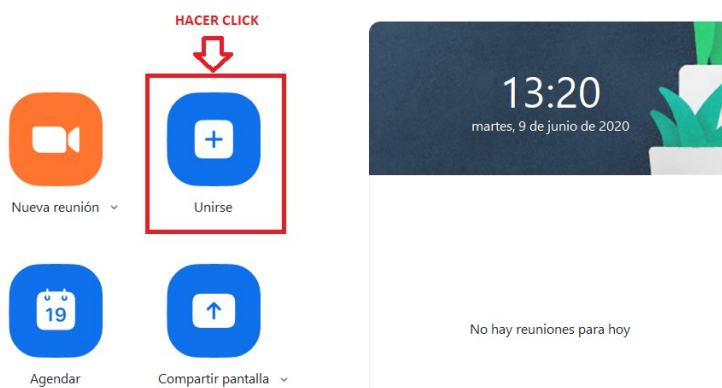 HACER CLICK
13:20
martes, 9 de junio de 2020
Nueva reunión
Unirse
19
Agendar
Compartir pantalla
No hay reuniones para hoy